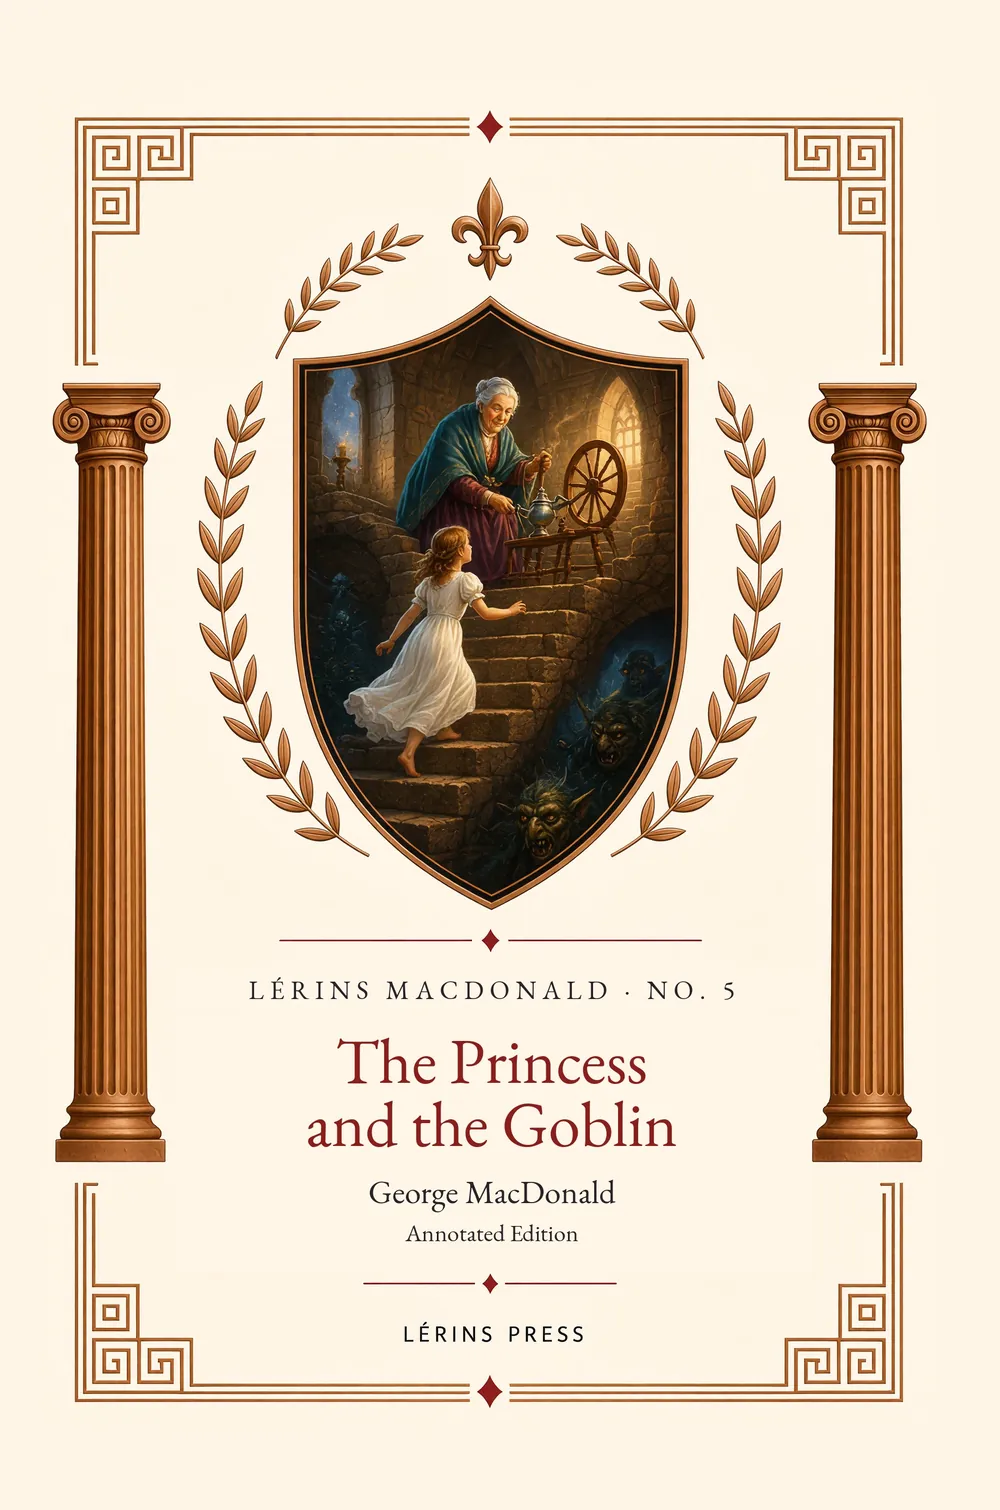 LÉRINS MACDONALD · NO. 5
The Princess
and the Goblin
George MacDonald
Annotated Edition
LÉRINS PRESS